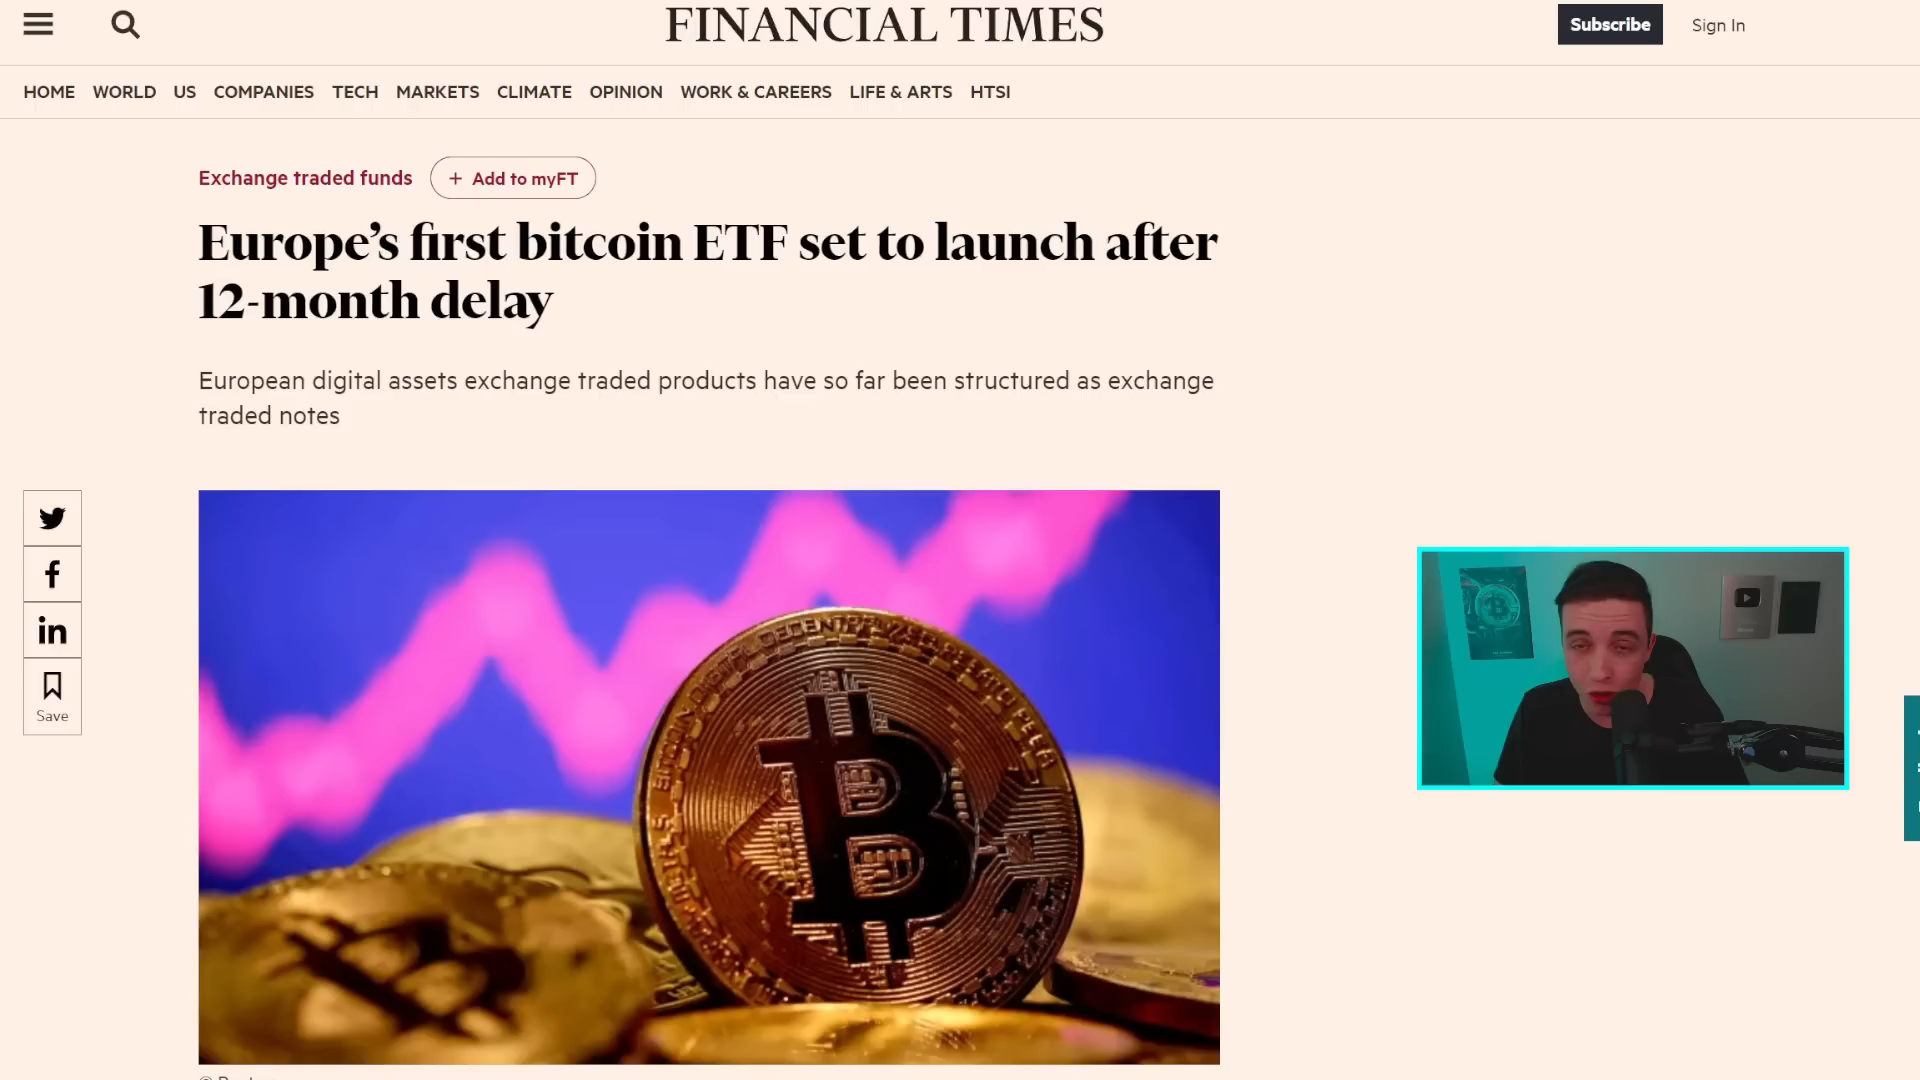 FINANCIAL TIMES
Subscribe
Sign In
HOME WORLD US COMPANIES TECH MARKETS CLIMATE OPINION WORK & CAREERS LIFE & ARTS HTSI
Exchange traded funds
+ Add to myFT
Europe’s first bitcoin ETF set to launch after
12-month delay
European digital assets exchange traded products have so far been structured as exchange
traded notes
Save